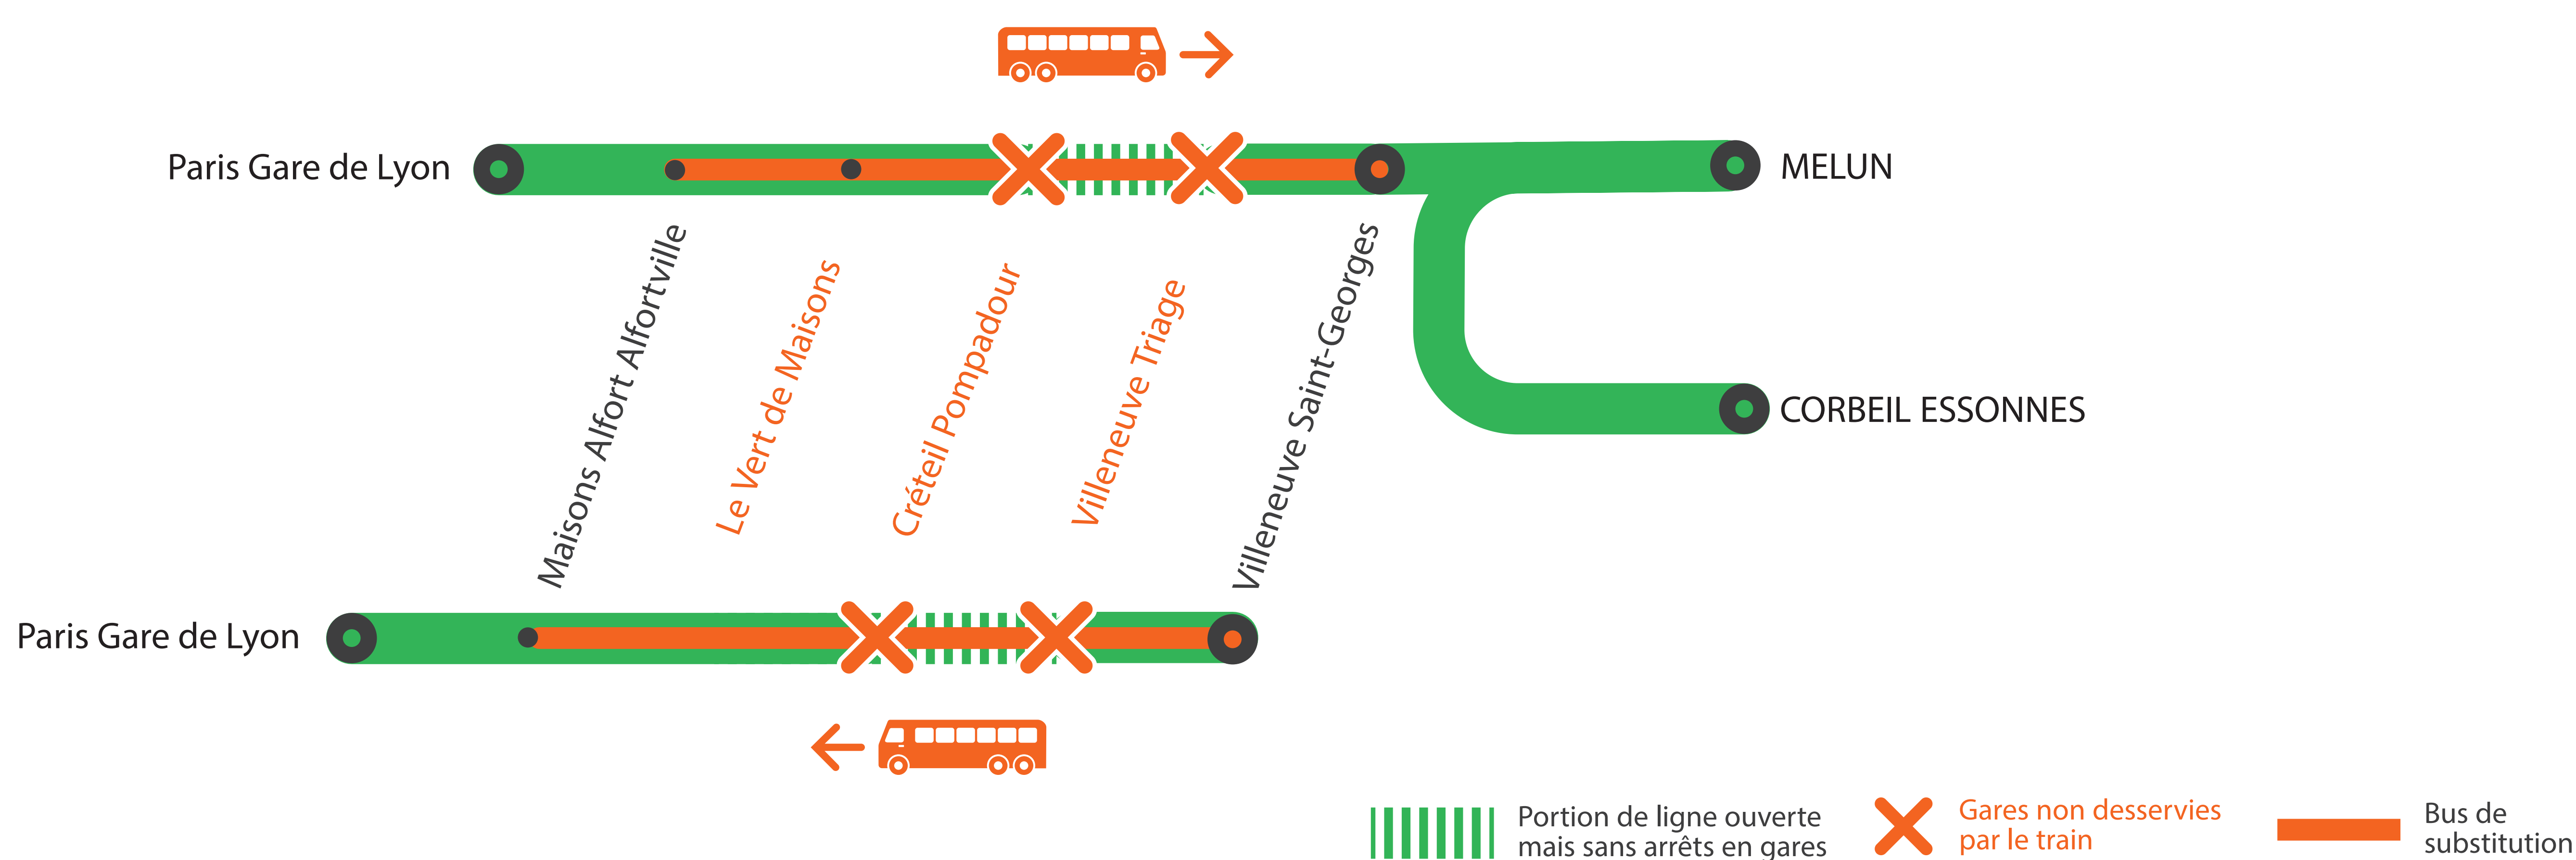 Paris Gare de Lyon
MELUN
Maisons Alfort Alfortville
Le Vert de Maisons
Créteil Pompadour
Villeneuve Triage
Villeneuve Saint-Georges
CORBEIL ESSONNES
Paris Gare de Lyon
Portion de ligne ouverte
mais sans arrêts en gares
Gares non desservies
par le train
Bus de
substitution